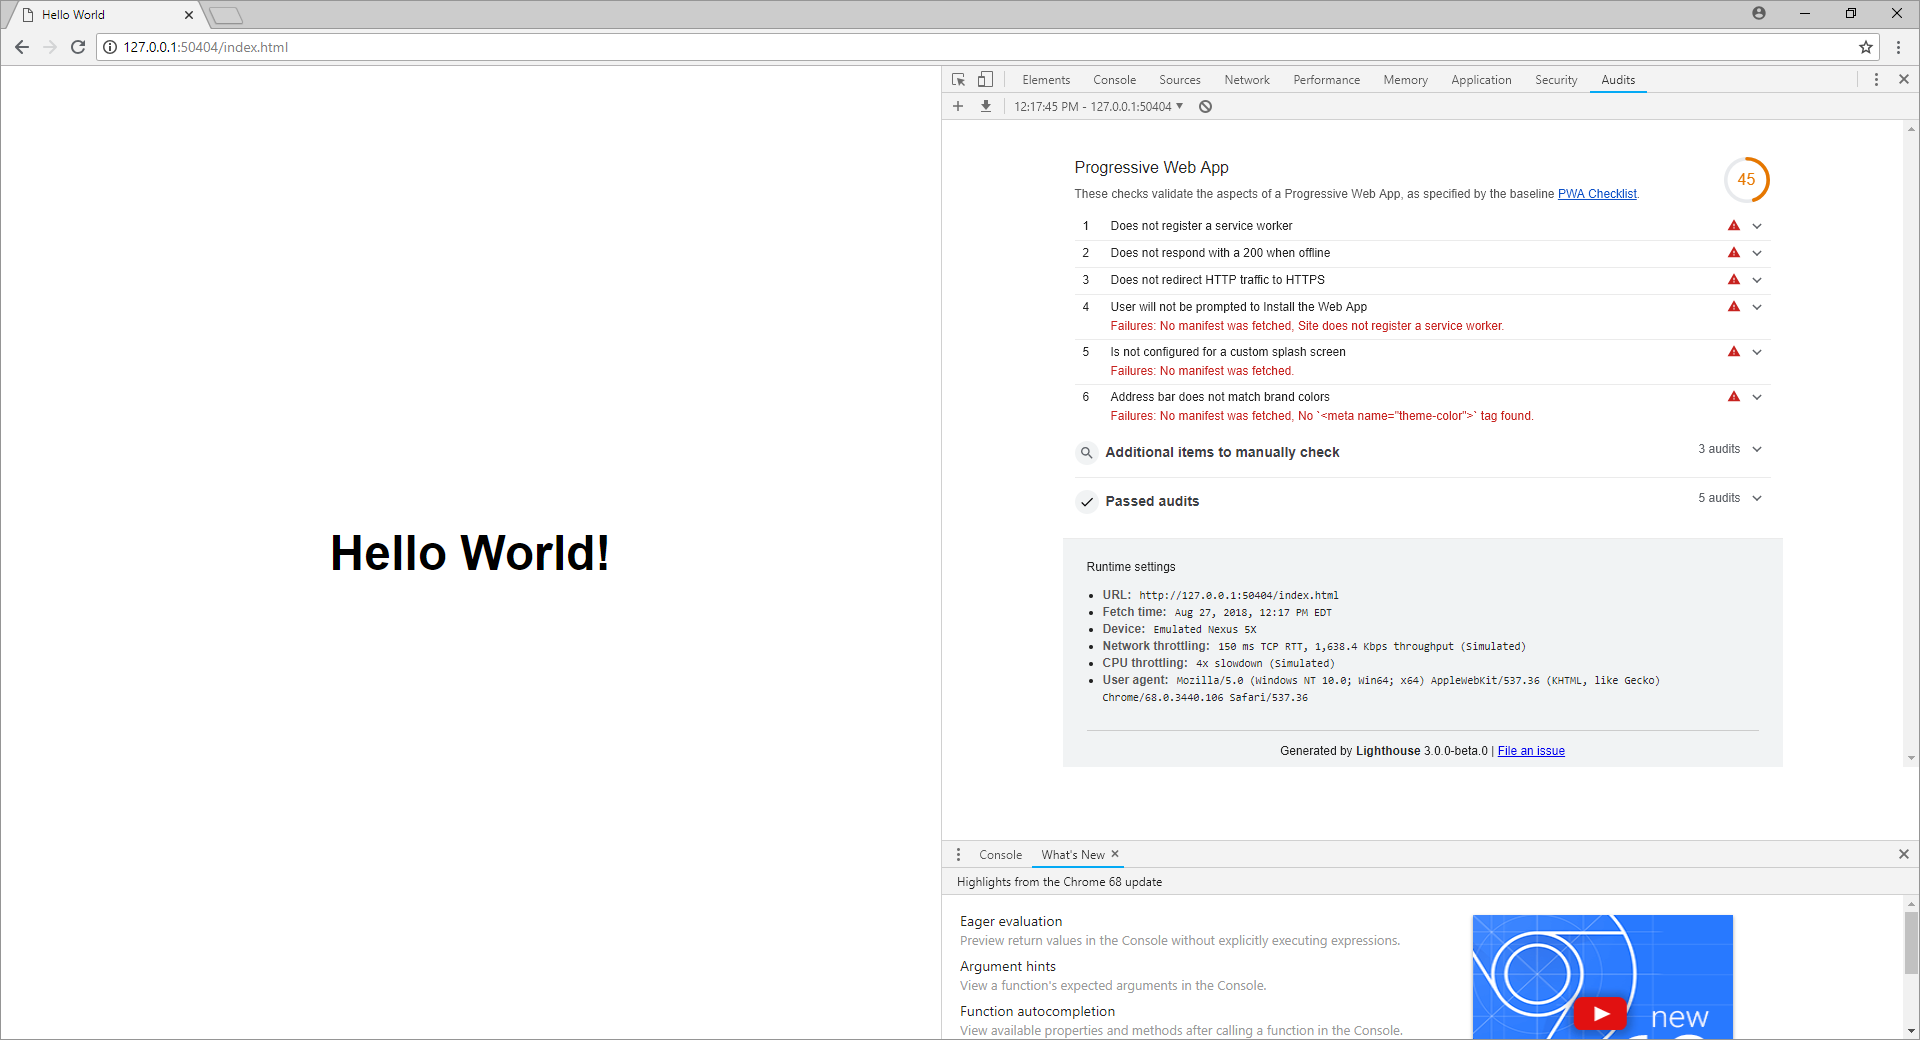 Hello World
127.0.0.1:50404/index.html
Hello World!
Elements Console Sources Network Performance Memory Application Security Audits
12:17:45 PM - 127.0.0.1:50404
Progressive Web App
45
These checks validate the aspects of a Progressive Web App, as specified by the baseline PWA Checklist.
1 Does not register a service worker
2 Does not respond with a 200 when offline
3 Does not redirect HTTP traffic to HTTPS
4 User will not be prompted to Install the Web App
Failures: No manifest was fetched, Site does not register a service worker.
5 Is not configured for a custom splash screen
Failures: No manifest was fetched.
6 Address bar does not match brand colors
Failures: No manifest was fetched, No `<meta name="theme-color">` tag found.
Additional items to manually check 3 audits
Passed audits 5 audits
Runtime settings
URL: http://127.0.0.1:50404/index.html
Fetch time: Aug 27, 2018, 12:17 PM EDT
Device: Emulated Nexus 5X
Network throttling: 150 ms TCP RTT, 1,638.4 Kbps throughput (Simulated)
CPU throttling: 4x slowdown (Simulated)
User agent: Mozilla/5.0 (Windows NT 10.0; Win64; x64) AppleWebKit/537.36 (KHTML, like Gecko)
Chrome/68.0.3440.106 Safari/537.36
Generated by Lighthouse 3.0.0-beta.0 | File an issue
Console What's New
Highlights from the Chrome 68 update
Eager evaluation
Preview return values in the Console without explicitly executing expressions.
Argument hints
View a function's expected arguments in the Console.
Function autocompletion
View available properties and methods after calling a function in the Console.
new